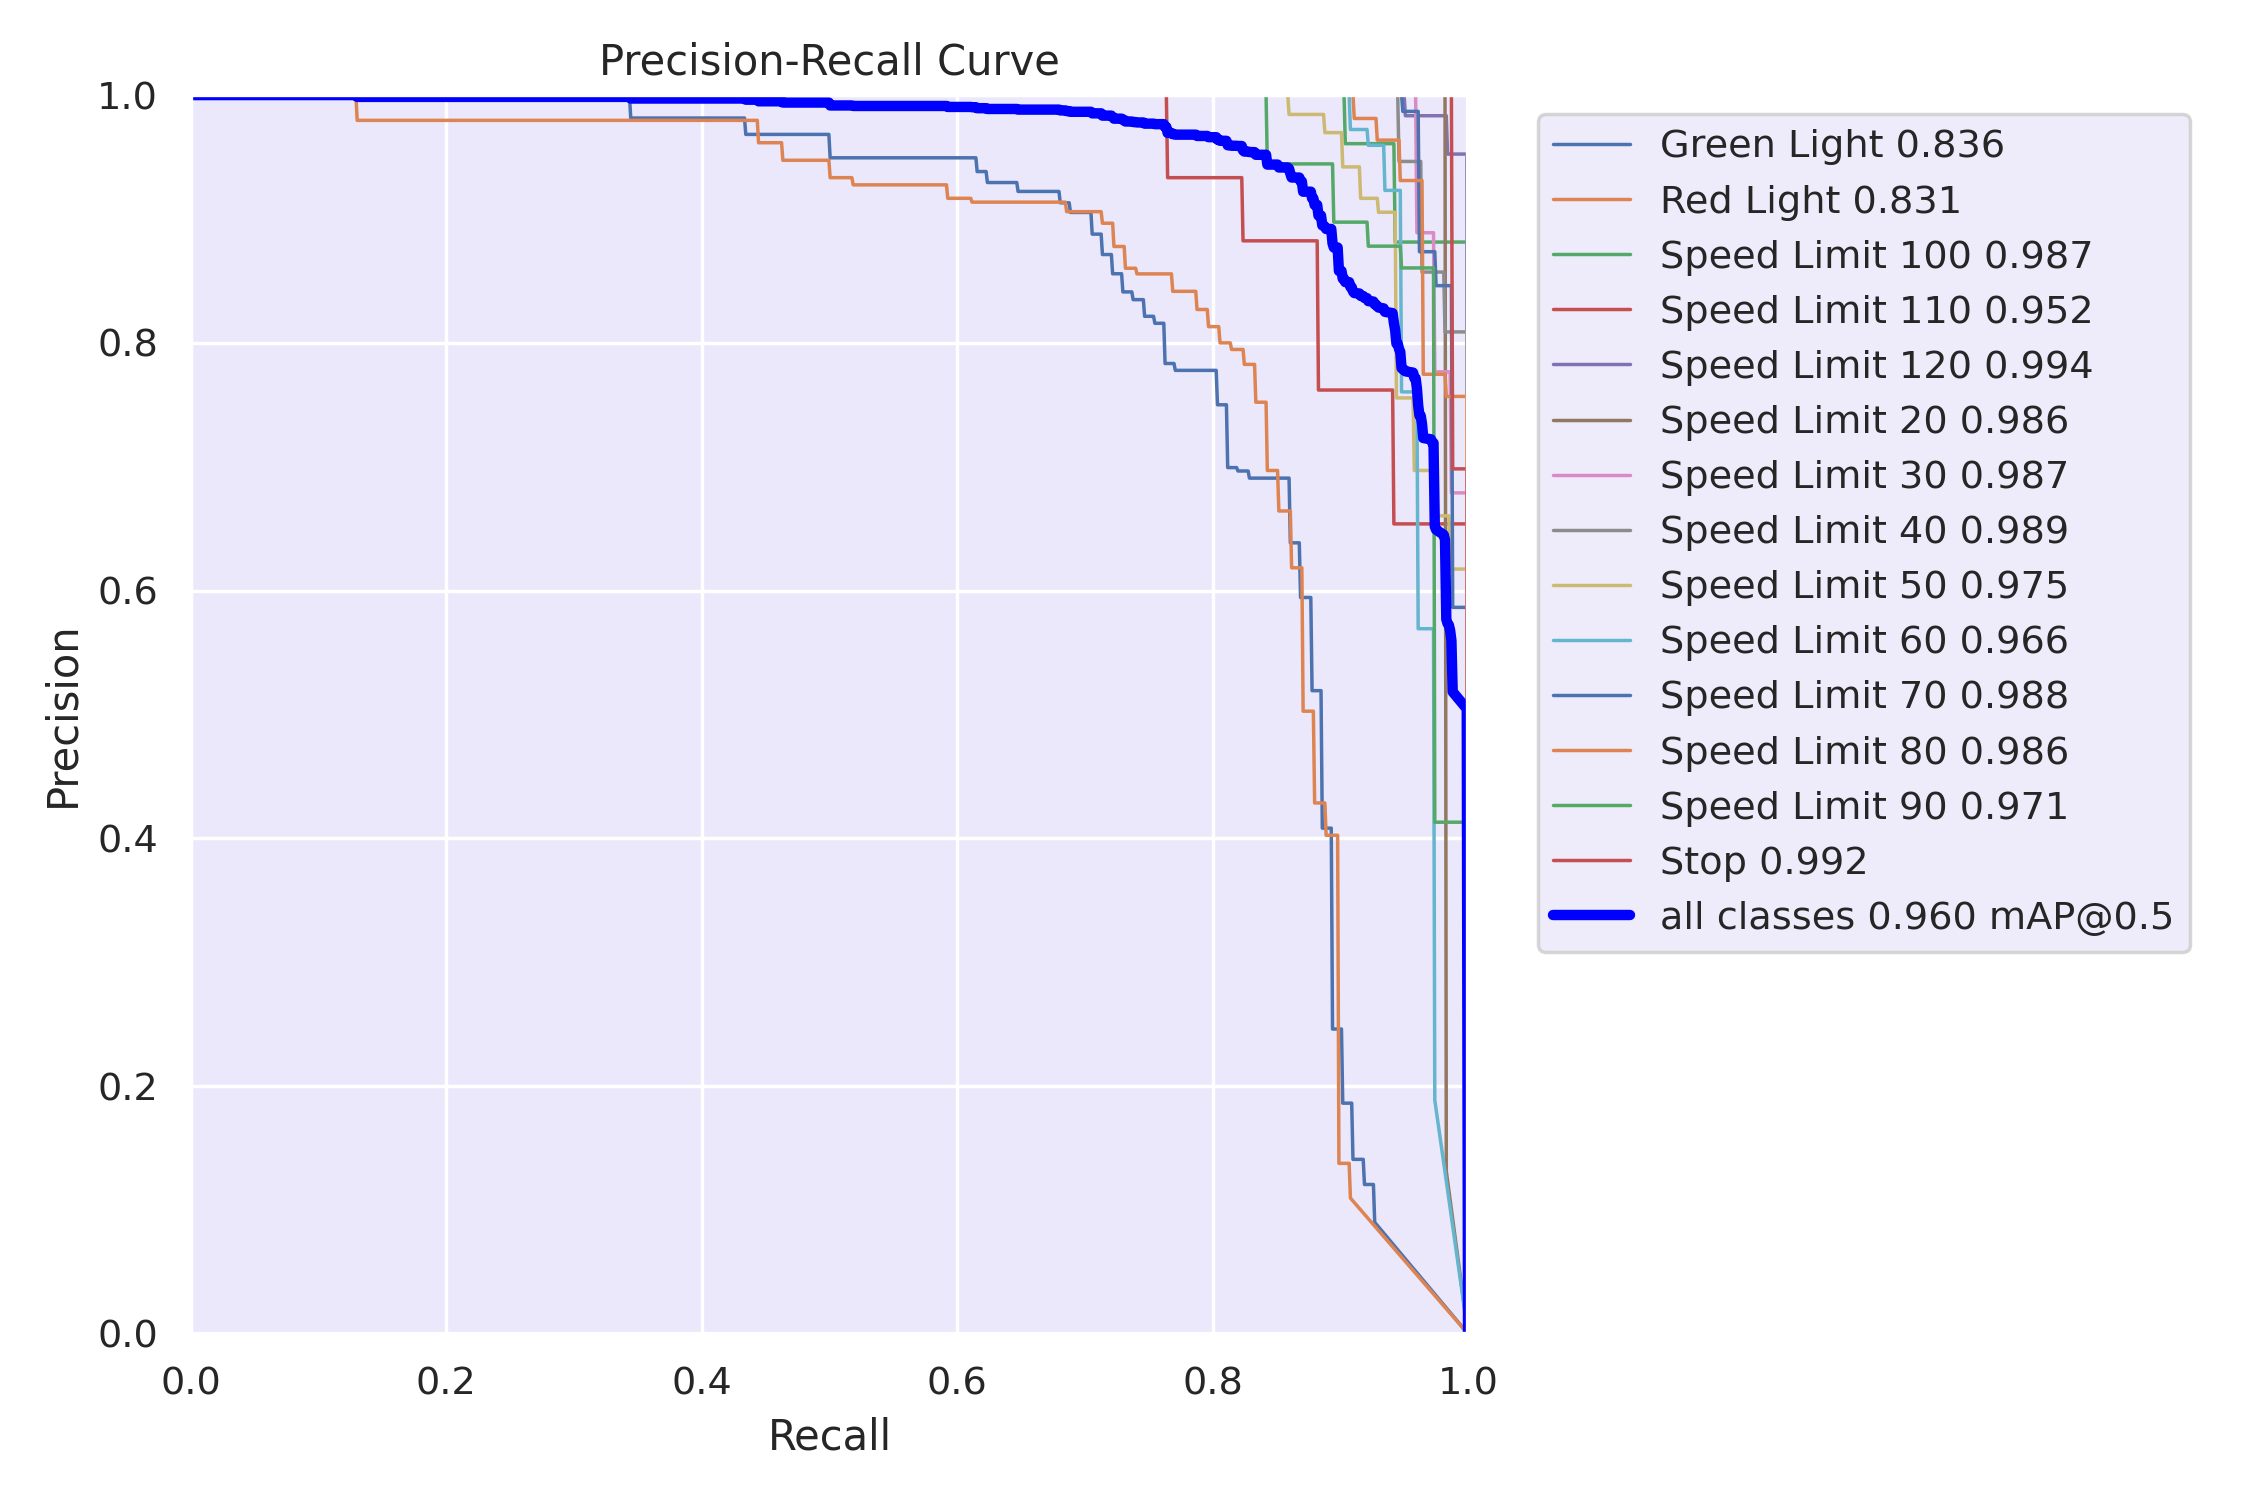 Precision-Recall Curve
1.0
0.8
0.6
0.4
0.2
0.0
Precision
0.0 0.2 0.4 0.6 0.8 1.0
Recall
Green Light 0.836
Red Light 0.831
Speed Limit 100 0.987
Speed Limit 110 0.952
Speed Limit 120 0.994
Speed Limit 20 0.986
Speed Limit 30 0.987
Speed Limit 40 0.989
Speed Limit 50 0.975
Speed Limit 60 0.966
Speed Limit 70 0.988
Speed Limit 80 0.986
Speed Limit 90 0.971
Stop 0.992
all classes 0.960 mAP@0.5